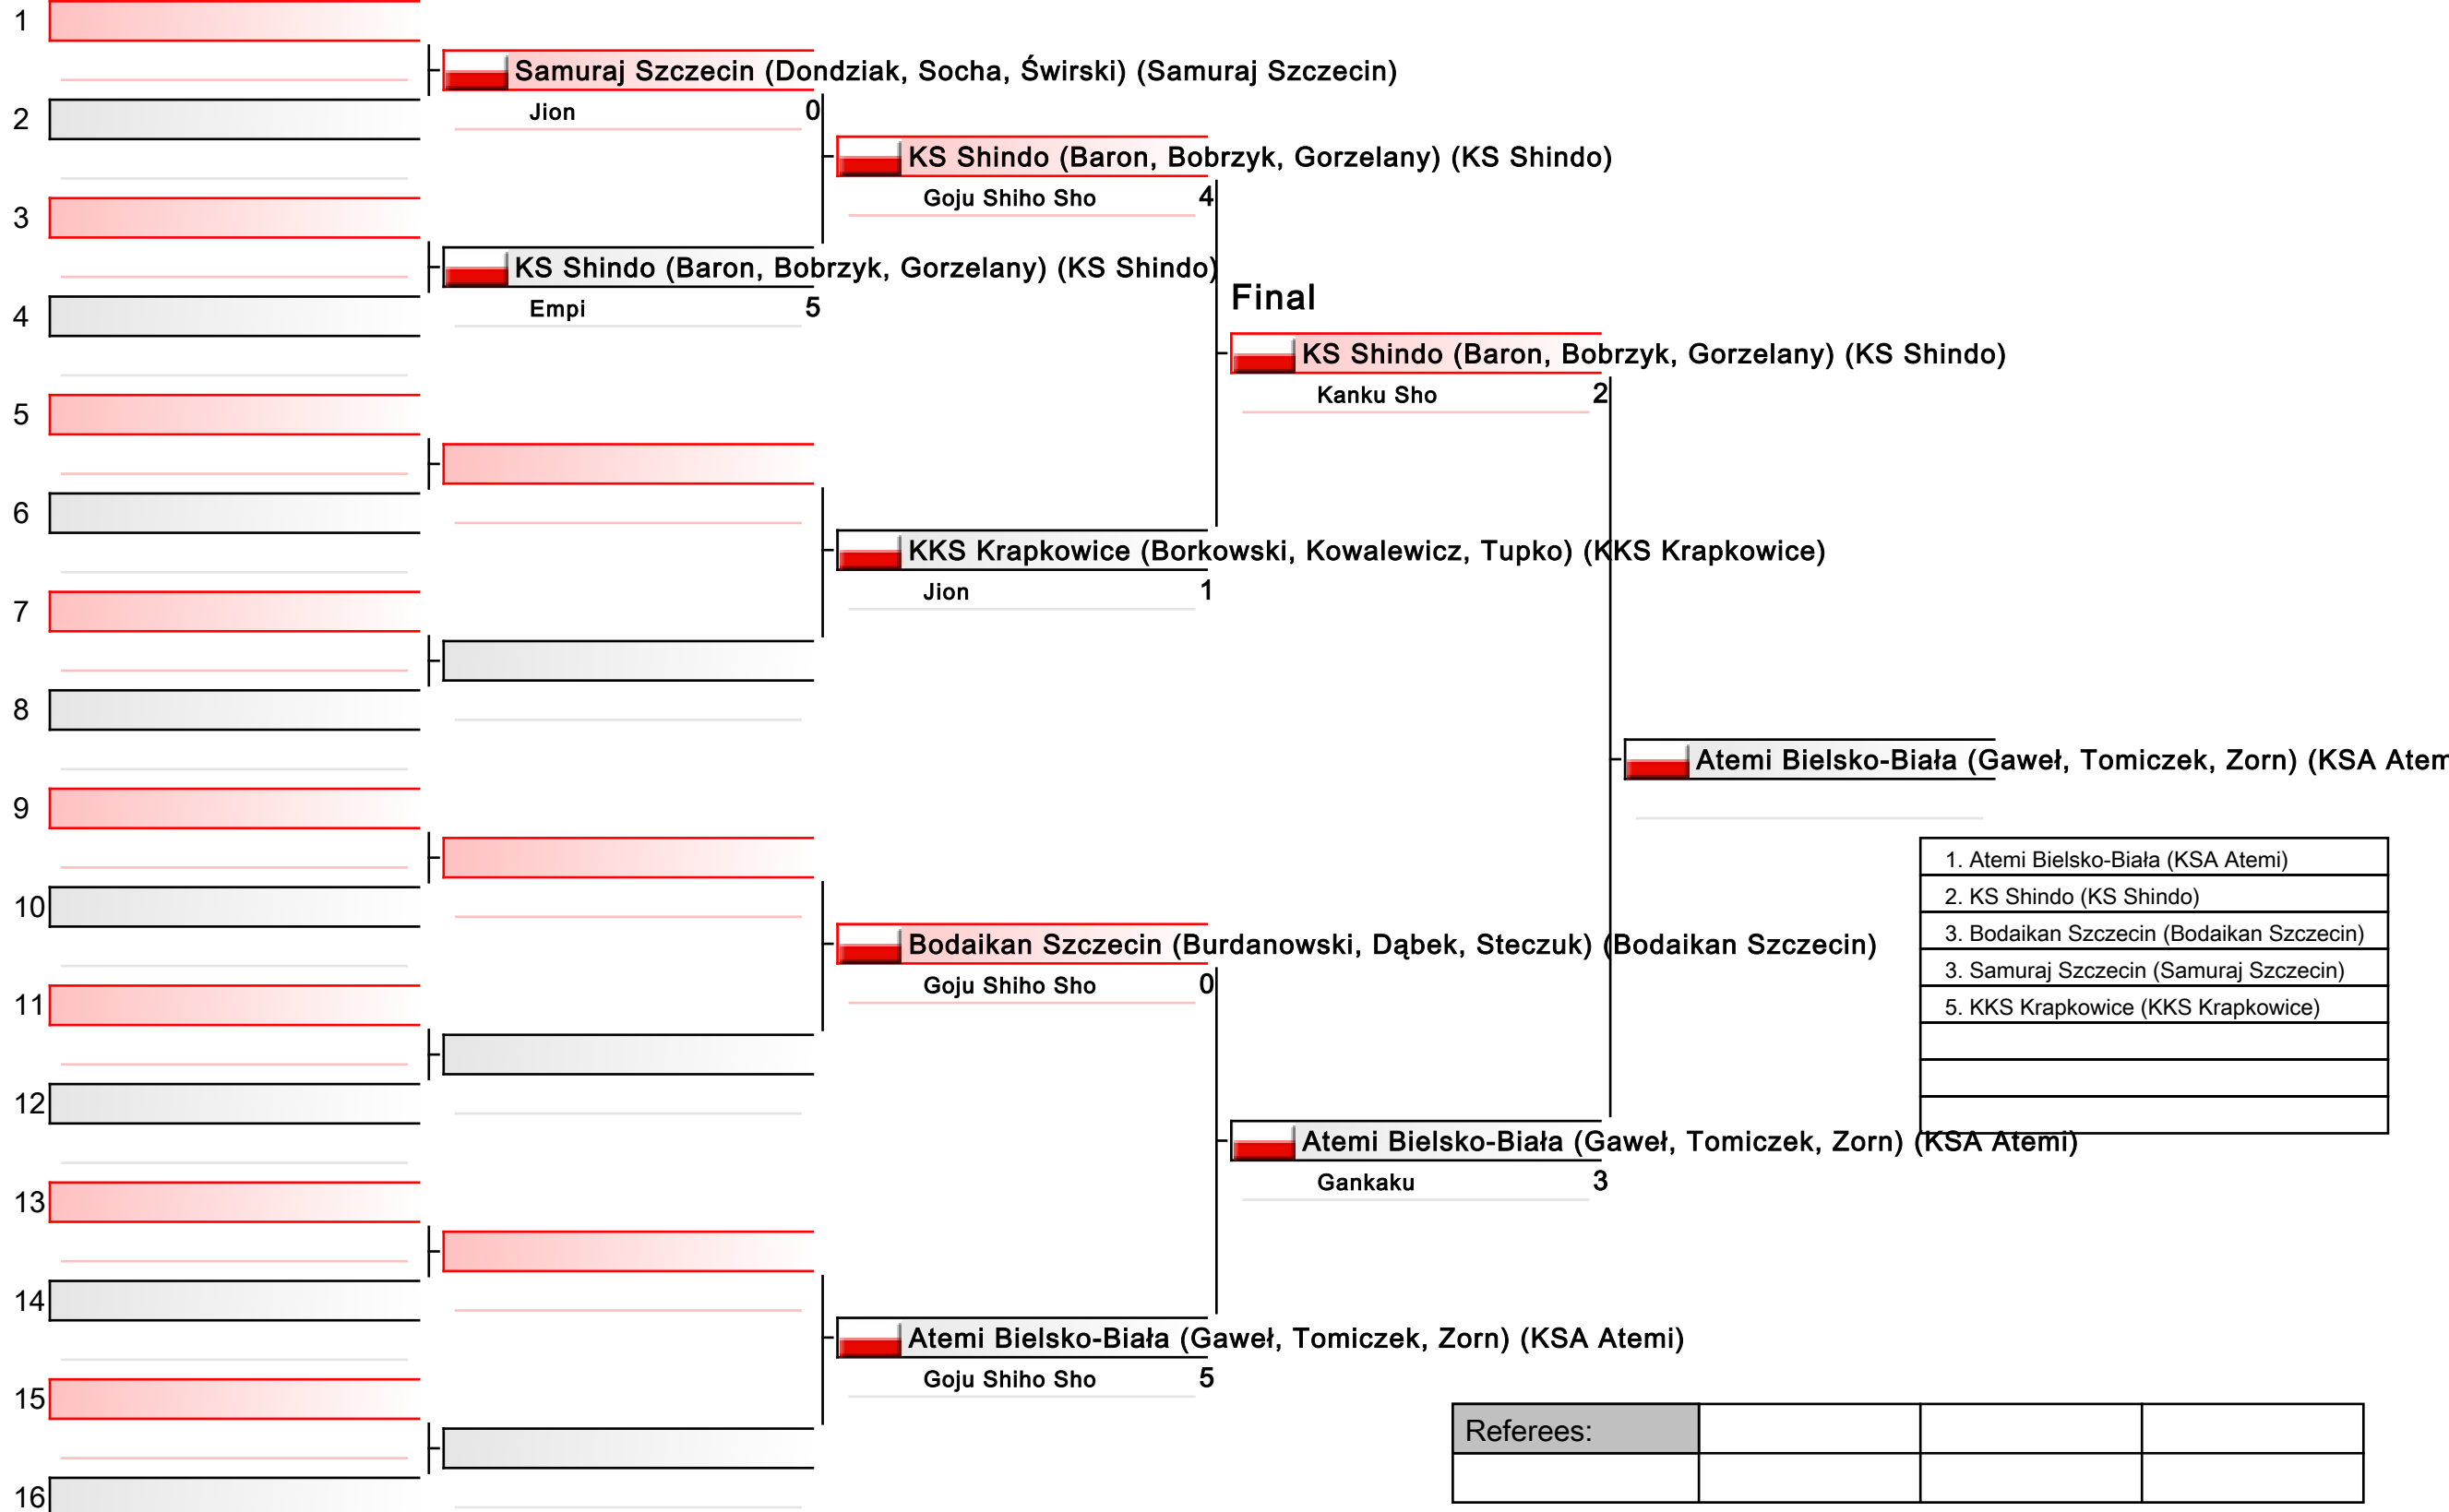 1
Samuraj Szczecin (Dondziak, Socha, Świrski) (Samuraj Szczecin)
Jion 0
2
KS Shindo (Baron, Bobrzyk, Gorzelany) (KS Shindo)
Goju Shiho Sho 4
3
KS Shindo (Baron, Bobrzyk, Gorzelany) (KS Shindo)
Empi 5
4
Final
KS Shindo (Baron, Bobrzyk, Gorzelany) (KS Shindo)
Kanku Sho 2
5
6
KKS Krapkowice (Borkowski, Kowalewicz, Tupko) (KKS Krapkowice)
Jion 1
7
8
Atemi Bielsko-Biała (Gaweł, Tomiczek, Zorn) (KSA Atem
9
1. Atemi Bielsko-Biała (KSA Atemi)
2. KS Shindo (KS Shindo)
3. Bodaikan Szczecin (Bodaikan Szczecin)
3. Samuraj Szczecin (Samuraj Szczecin)
5. KKS Krapkowice (KKS Krapkowice)
10
Bodaikan Szczecin (Burdanowski, Dąbek, Steczuk) (Bodaikan Szczecin)
Goju Shiho Sho 0
11
12
Atemi Bielsko-Biała (Gaweł, Tomiczek, Zorn) (KSA Atemi)
Gankaku 3
13
14
Atemi Bielsko-Biała (Gaweł, Tomiczek, Zorn) (KSA Atemi)
Goju Shiho Sho 5
15
Referees:
16